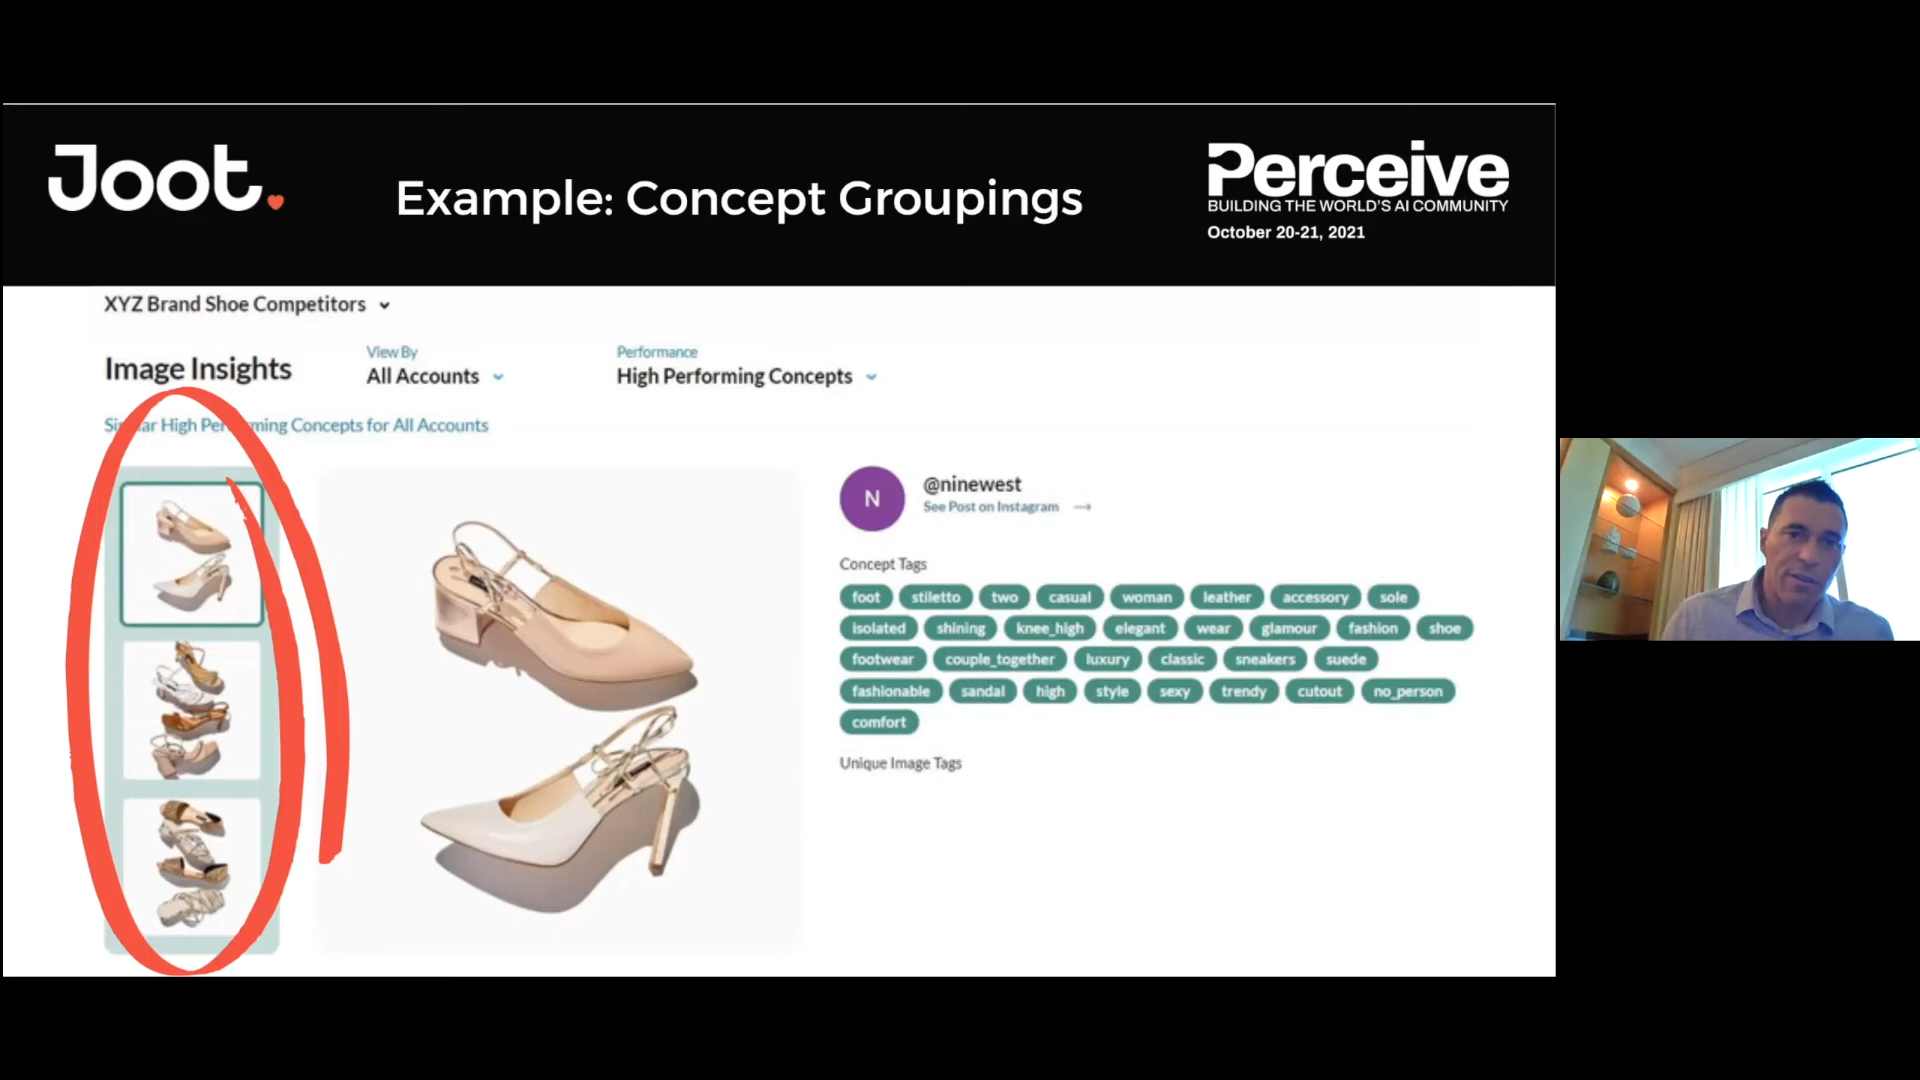 Joot.
Example: Concept Groupings
Perceive
BUILDING THE WORLD'S AI COMMUNITY
October 20-21, 2021
XYZ Brand Shoe Competitors
Image Insights
View By
All Accounts
Performance
High Performing Concepts
Similar High Performing Concepts for All Accounts
N
@ninewest
See Post on Instagram
Concept Tags
foot stiletto two casual woman leather accessory sole
isolated shining knee_high elegant wear glamour fashion shoe
footwear couple_together luxury classic sneakers suede
fashionable sandal high style sexy trendy cutout no_person
comfort
Unique Image Tags